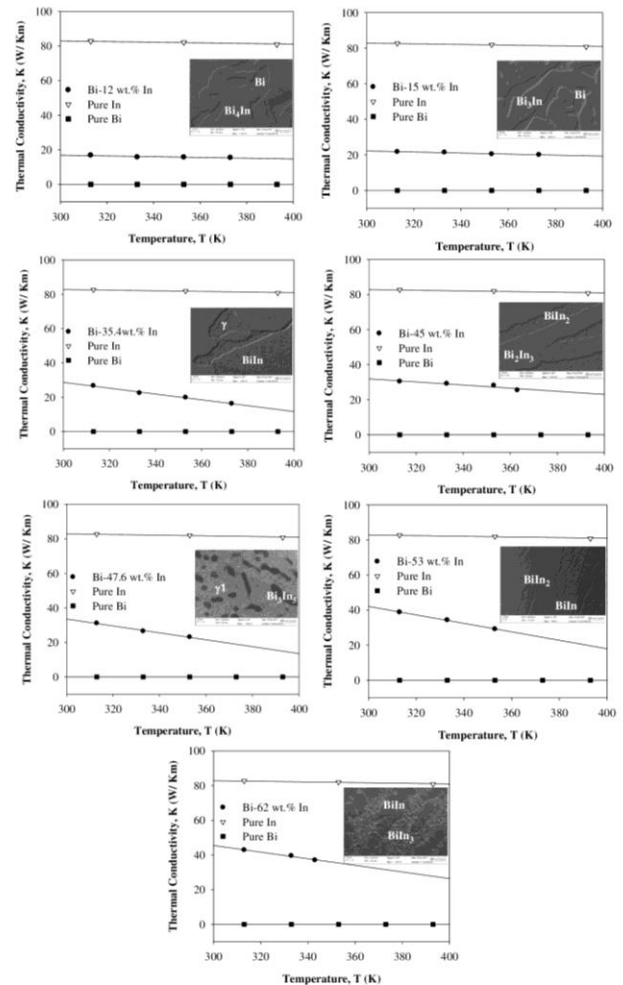 Thermal Conductivity, K (W/ Km)
100
80
60
40
20
0
Bi-12 wt.% In
Pure In
Pure Bi
Bi
Bi4In
300 320 340 360 380 400
Temperature, T (K)
Thermal Conductivity, K (W/ Km)
100
80
60
40
20
0
Bi-15 wt.% In
Pure In
Pure Bi
Bi3In
Bi
300 320 340 360 380 400
Temperature, T (K)
Thermal Conductivity, K (W/ Km)
100
80
60
40
20
0
Bi-35.4wt.% In
Pure In
Pure Bi
γ
BiIn
300 320 340 360 380 400
Temperature, T (K)
Thermal Conductivity, K (W/ Km)
100
80
60
40
20
0
Bi-45 wt.% In
Pure In
Pure Bi
BiIn2
Bi2In3
300 320 340 360 380 400
Temperature, T (K)
Thermal Conductivity, K (W/ Km)
100
80
60
40
20
0
Bi-47.6 wt.% In
Pure In
Pure Bi
γ1
300 320 340 360 380 400
Temperature, T (K)
Thermal Conductivity, K (W/ Km)
100
80
60
40
20
0
Bi-53 wt.% In
Pure In
Pure Bi
BiIn2
BiIn
300 320 340 360 380 400
Temperature, T (K)
Thermal Conductivity, K (W/ Km)
100
80
60
40
20
0
Bi-62 wt.% In
Pure In
Pure Bi
BiIn
BiIn3
300 320 340 360 380 400
Temperature, T (K)